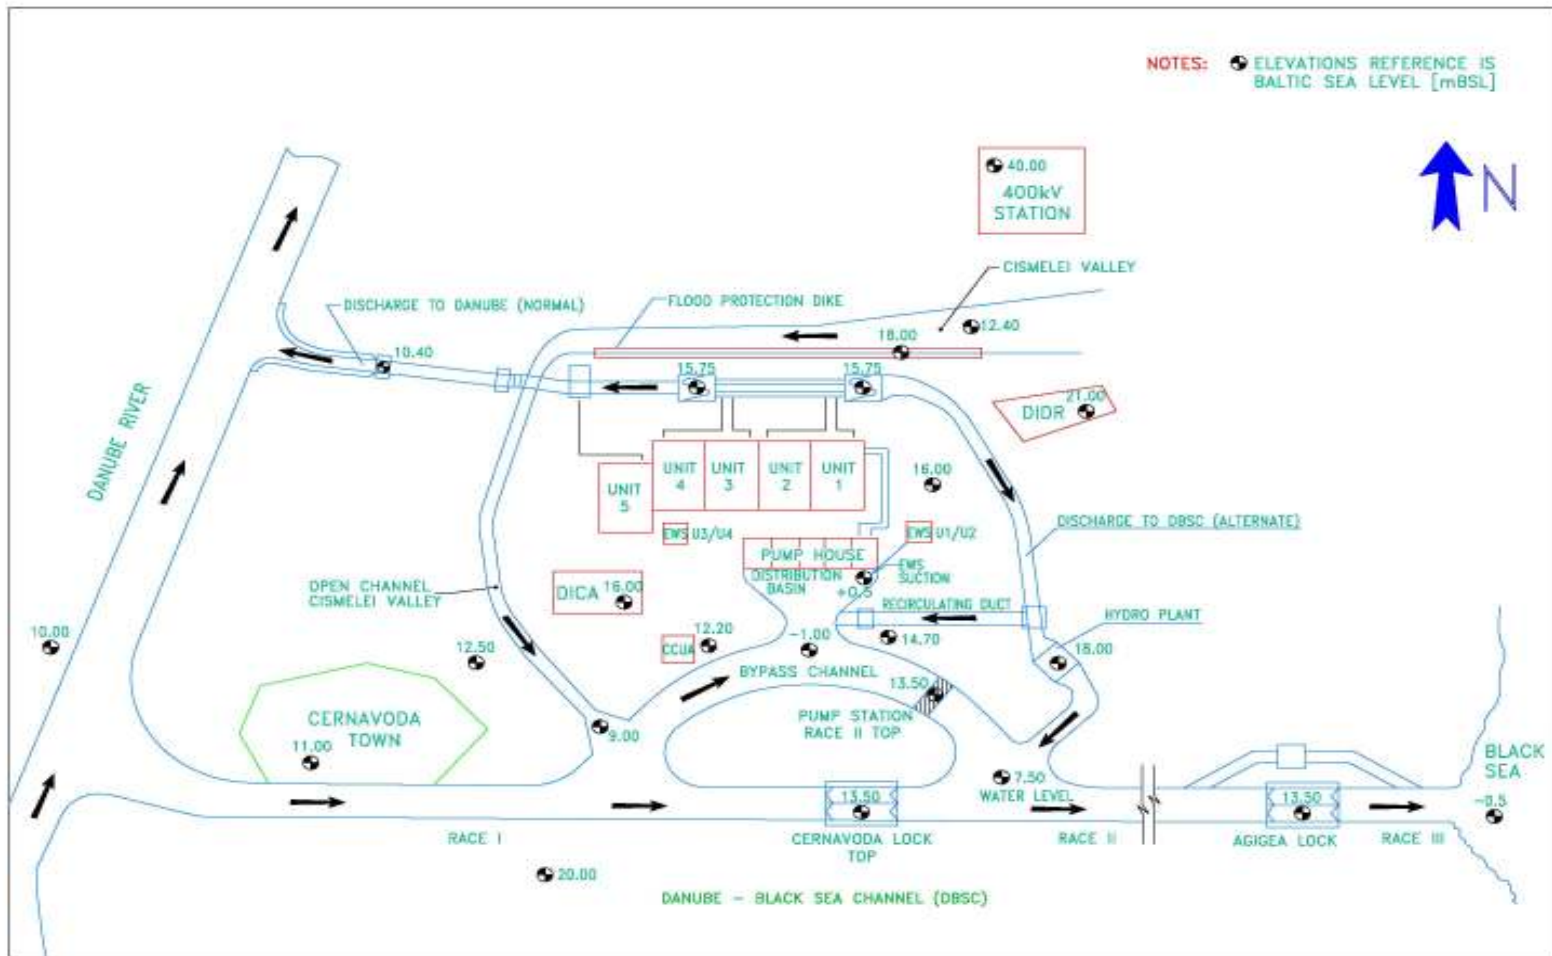 NOTES: ELEVATIONS REFERENCE IS
BALTIC SEA LEVEL [mBSL]
N
40.00
400kV
STATION
CISMELEI VALLEY
DISCHARGE TO DANUBE (NORMAL)
FLOOD PROTECTION DIKE
12.40
18.00
10.40
15.75
15.75
DIDR
21.00
DANUBE RIVER
UNIT
4
UNIT
3
UNIT
2
UNIT
1
UNIT
5
16.00
DISCHARGE TO DBSC (ALTERNATE)
EWS U3/U4
EWS U1/U2
PUMP HOUSE
DISTRIBUTION
BASIN
EWS
SUCTION
+0.5
OPEN CHANNEL
CISMELEI VALLEY
DICA 16.00
RECIRCULATING DUCT
HYDRO PLANT
10.00
12.50
CCUA
12.20
-1.00
14.70
18.00
BYPASS CHANNEL
13.50
PUMP STATION
RACE II TOP
CERNAVODA
TOWN
11.00
9.00
7.50
WATER LEVEL
BLACK
SEA
-0.5
13.50
13.50
RACE I
CERNAVODA LOCK
TOP
RACE II
AGIGEA LOCK
RACE III
20.00
DANUBE - BLACK SEA CHANNEL (DBSC)